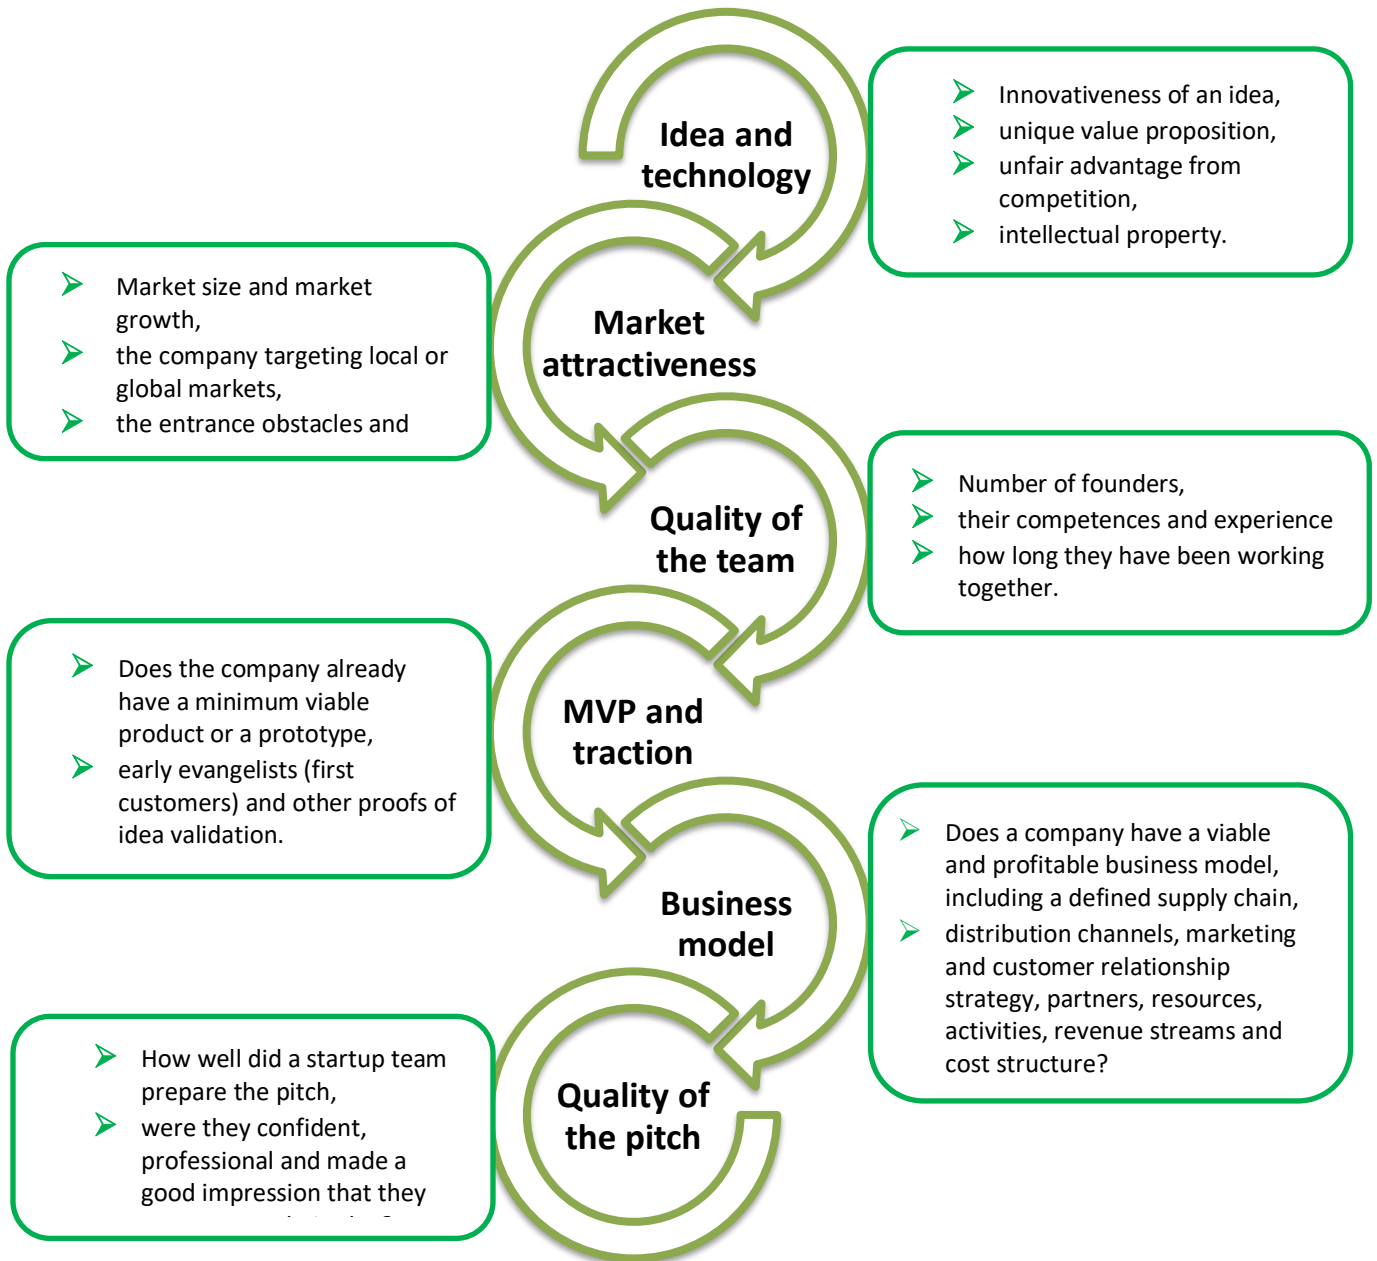 Idea and
technology
➢ Innovativeness of an idea,
➢ unique value proposition,
➢ unfair advantage from
competition,
➢ intellectual property.
Market
attractiveness
➢ Market size and market
growth,
➢ the company targeting local or
global markets,
➢ the entrance obstacles and
Quality of
the team
➢ Number of founders,
➢ their competences and experience
➢ how long they have been working
together.
MVP and
traction
➢ Does the company already
have a minimum viable
product or a prototype,
➢ early evangelists (first
customers) and other proofs of
idea validation.
Business
model
➢ Does a company have a viable
and profitable business model,
including a defined supply chain,
➢ distribution channels, marketing
and customer relationship
strategy, partners, resources,
activities, revenue streams and
cost structure?
Quality of
the pitch
➢ How well did a startup team
prepare the pitch,
➢ were they confident,
professional and made a
good impression that they